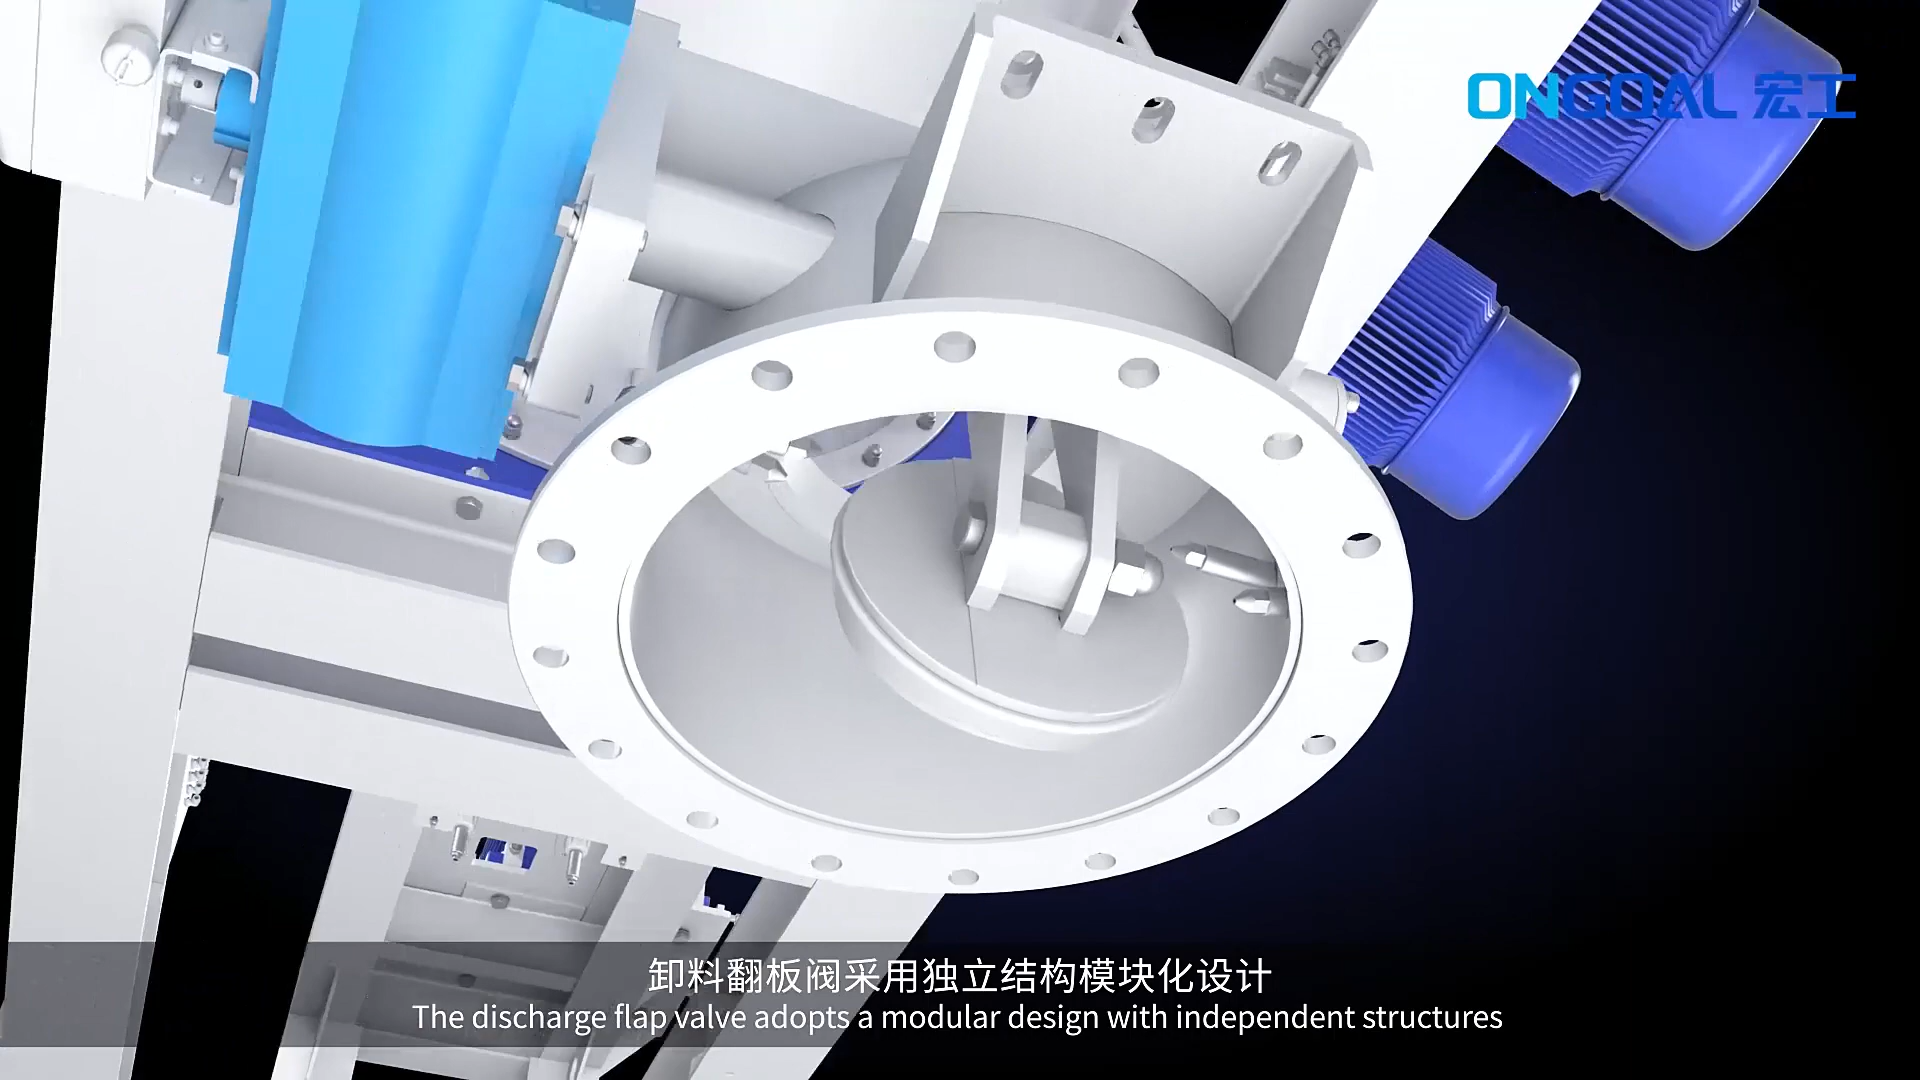 ONGOAL 宏工
卸料翻板阀采用独立结构模块化设计
The discharge flap valve adopts a modular design with independent structures